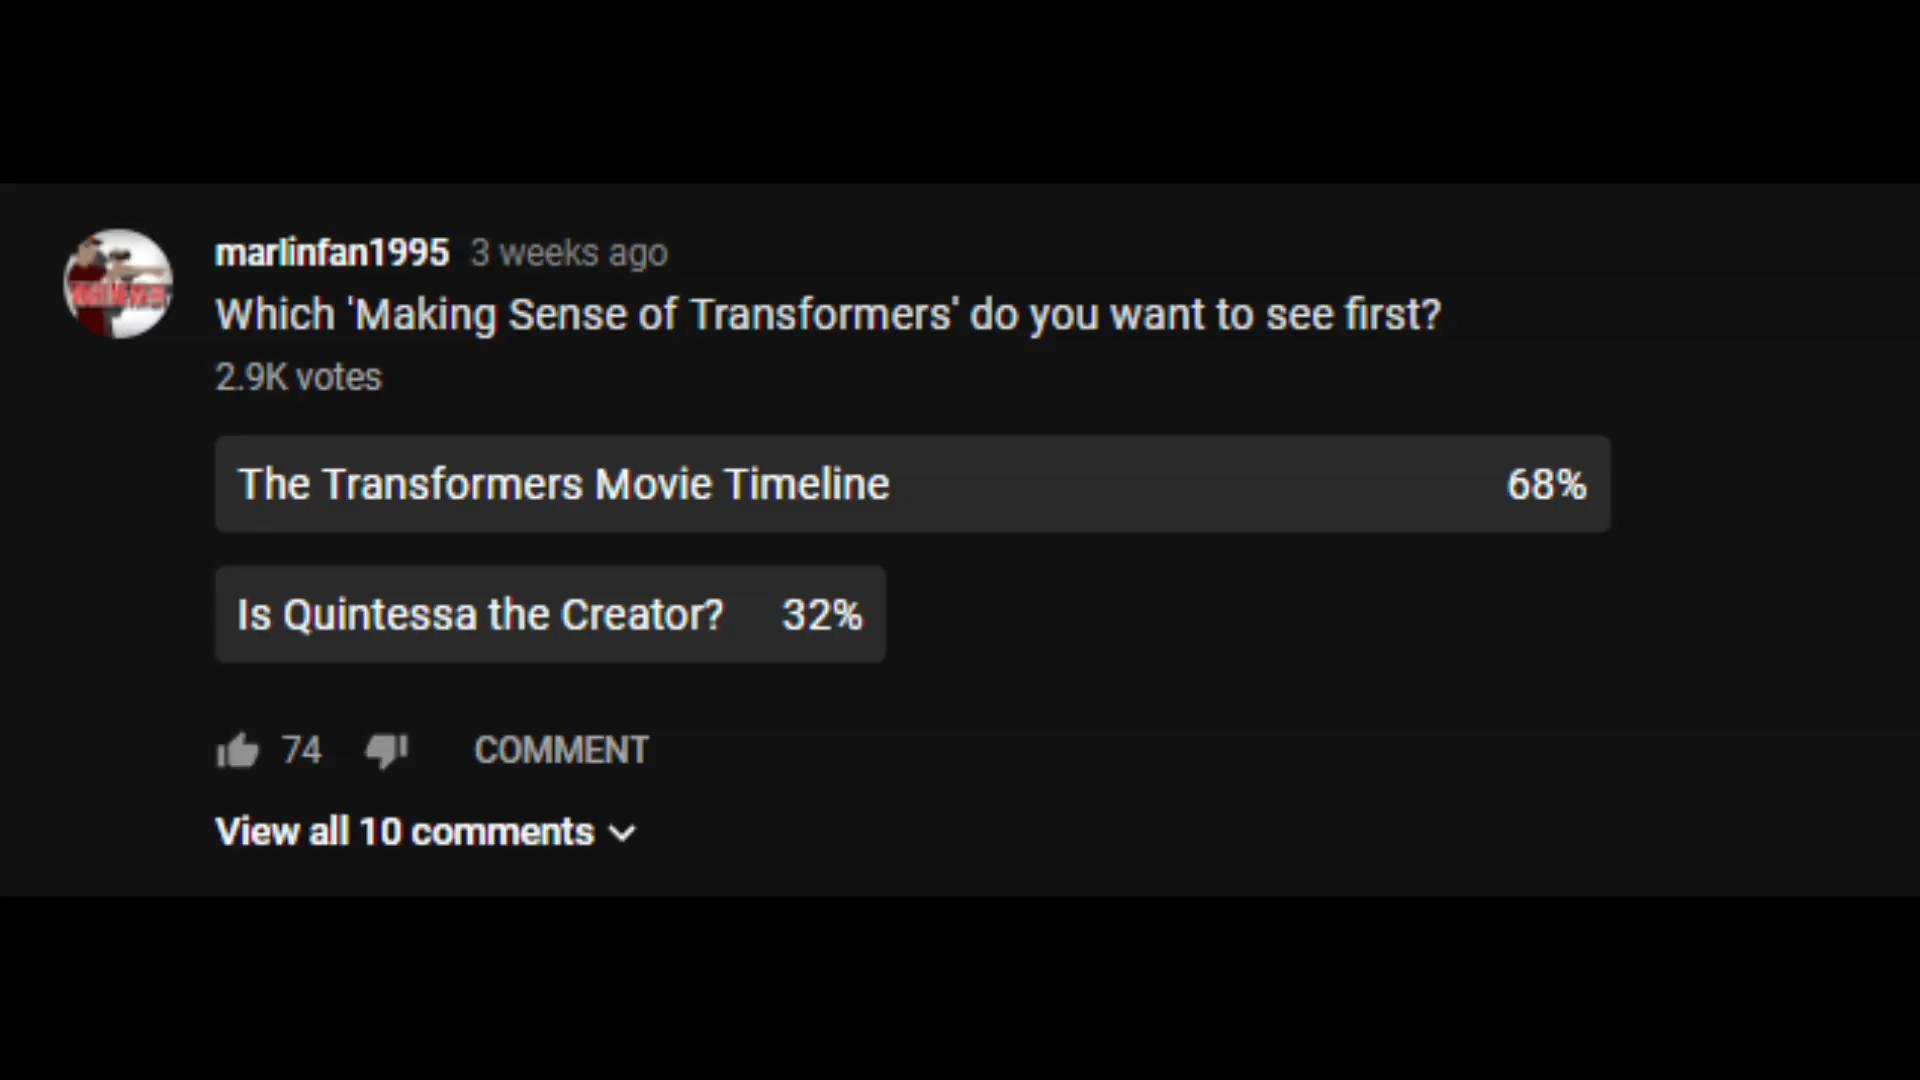 marlinfan1995 3 weeks ago
Which 'Making Sense of Transformers' do you want to see first?
2.9K votes
The Transformers Movie Timeline 68%
Is Quintessa the Creator? 32%
74 COMMENT
View all 10 comments